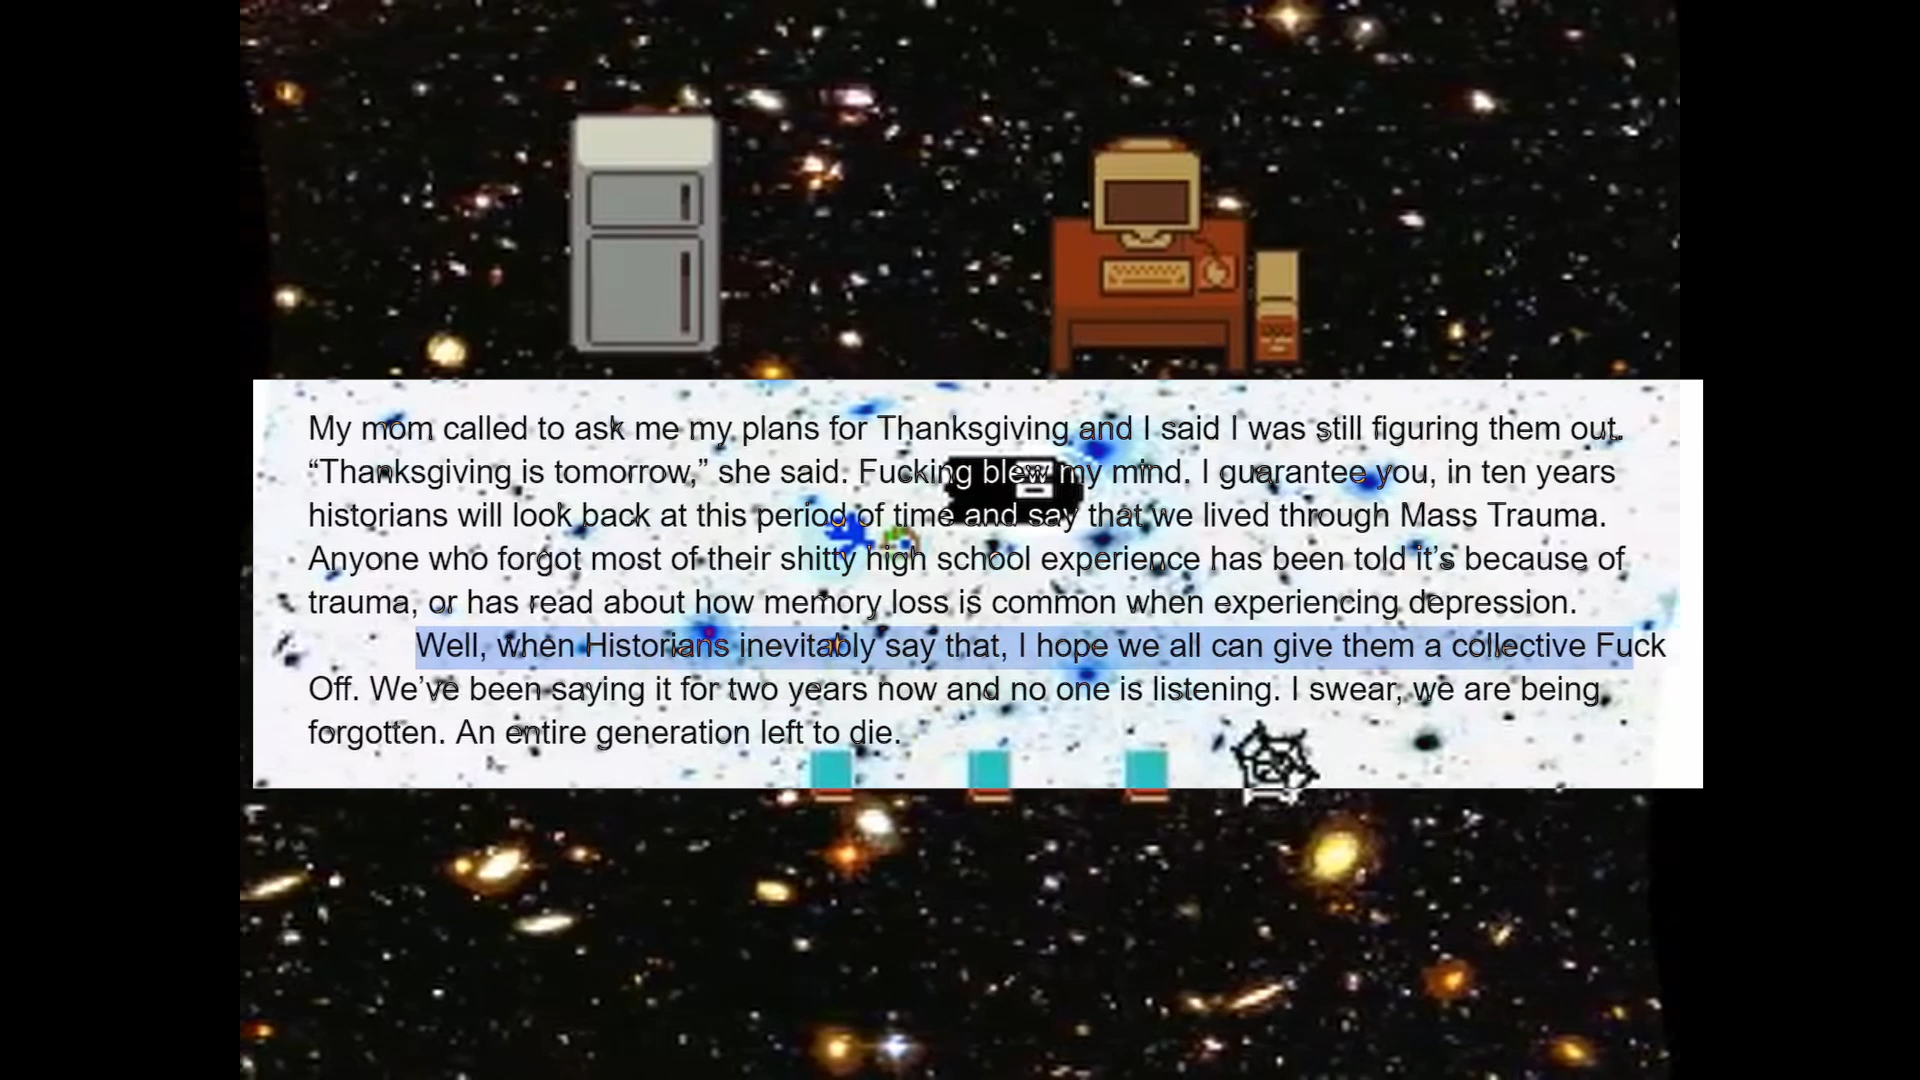 My mom called to ask me my plans for Thanksgiving and I said I was still figuring them out.
“Thanksgiving is tomorrow,” she said. Fucking blew my mind. I guarantee you, in ten years
historians will look back at this period of time and say that we lived through Mass Trauma.
Anyone who forgot most of their shitty high school experience has been told it’s because of
trauma, or has read about how memory loss is common when experiencing depression.
Well, when Historians inevitably say that, I hope we all can give them a collective Fuck
Off. We’ve been saying it for two years now and no one is listening. I swear, we are being
forgotten. An entire generation left to die.